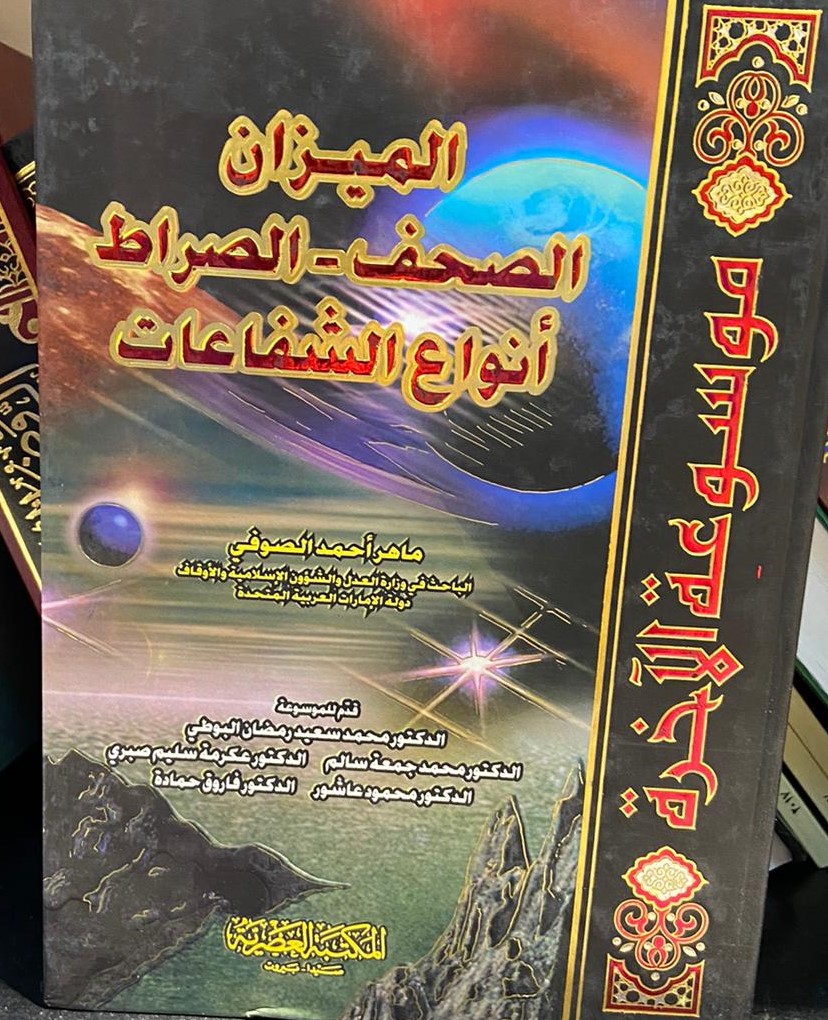 الميزان
الصحف - الصراط
أنواع الشفاعات
ماهر أحمد الصوفي
الباحث في وزارة العدل والشؤون الإسلامية والأوقاف
دولة الإمارات العربية المتحدة
قدم للموسوعة
الدكتور محمد سعيد رمضان البوطي
الدكتور محمد جمعة سالم الدكتور عكرمة سليم صبري
الدكتور محمود عاشور الدكتور فاروق حمادة
المكتبة العصرية
صيدا - بيروت
موسوعة الآخرة